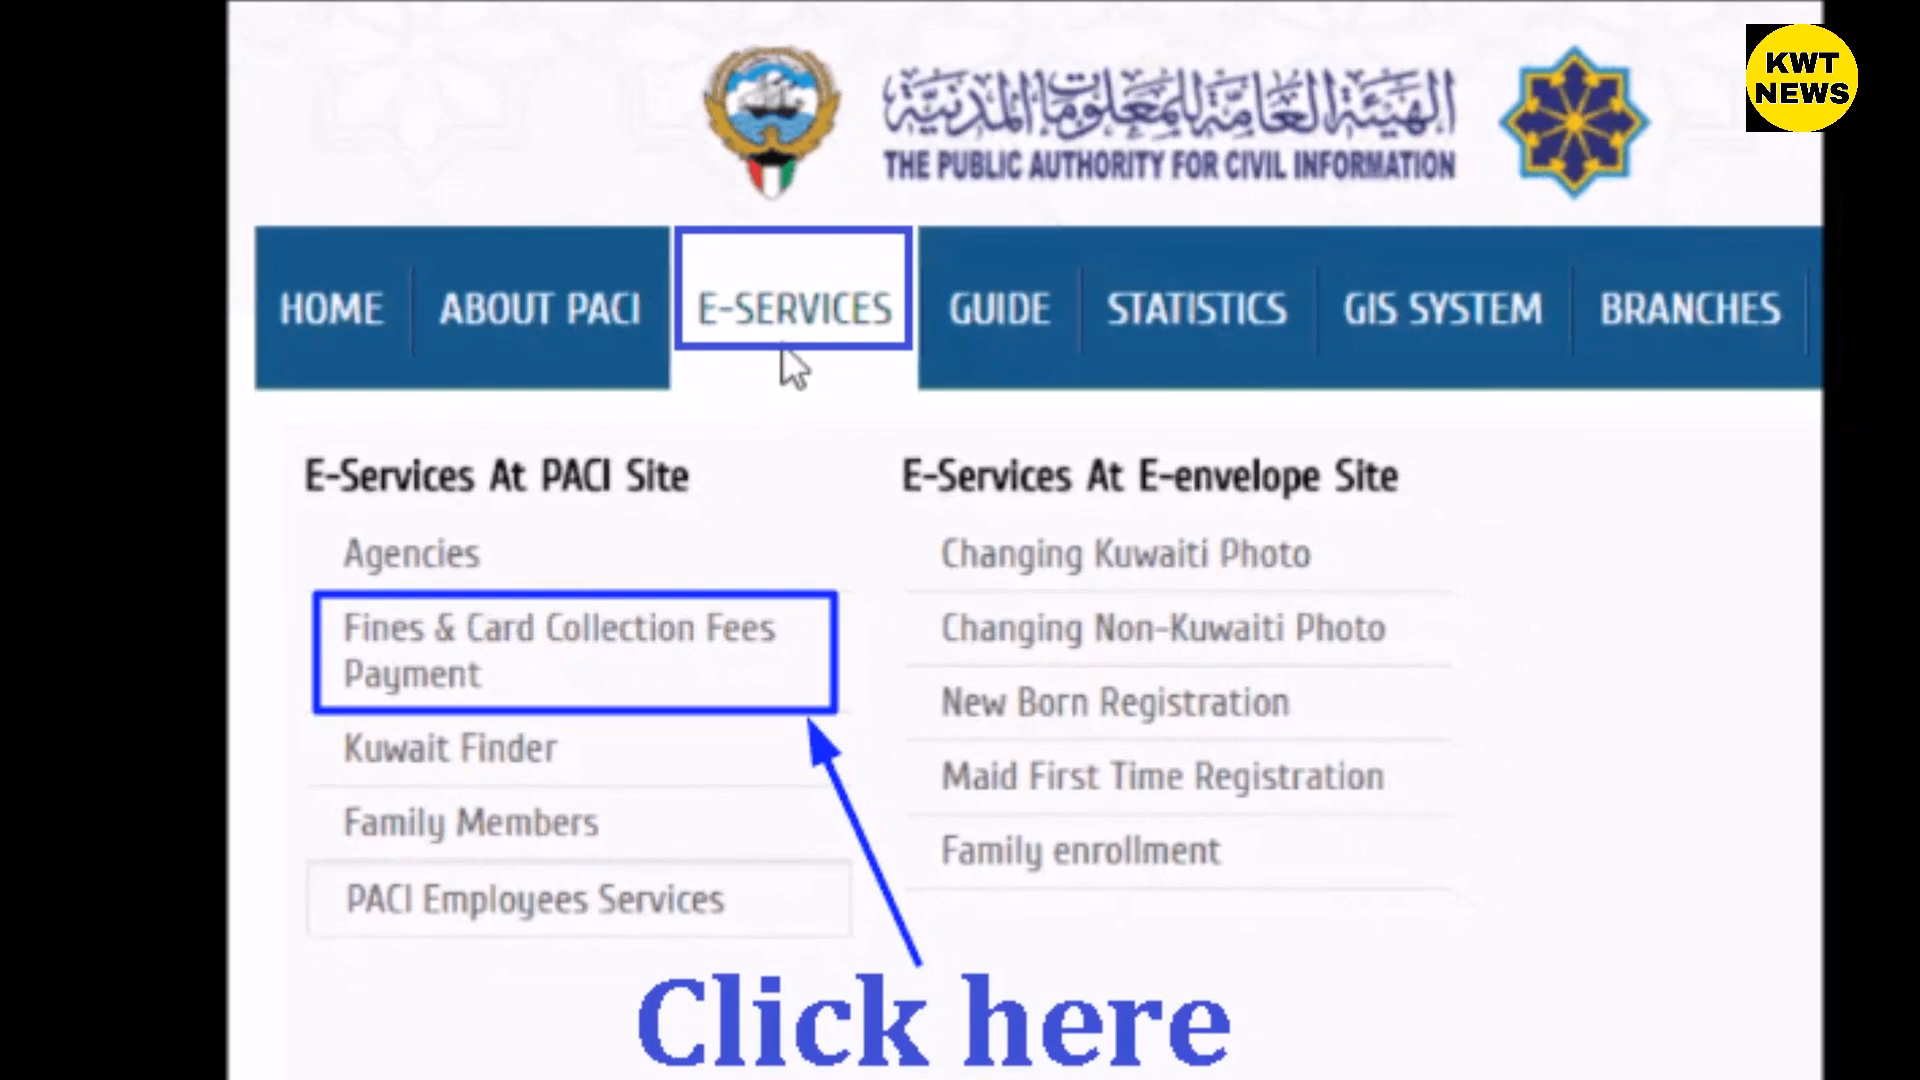 KWT
NEWS
الهيئة العامة للمعلومات المدنية
THE PUBLIC AUTHORITY FOR CIVIL INFORMATION
HOME
ABOUT PACI
E-SERVICES
GUIDE
STATISTICS
GIS SYSTEM
BRANCHES
E-Services At PACI Site
Agencies
Fines & Card Collection Fees
Payment
Kuwait Finder
Family Members
PACI Employees Services
E-Services At E-envelope Site
Changing Kuwaiti Photo
Changing Non-Kuwaiti Photo
New Born Registration
Maid First Time Registration
Family enrollment
Click here